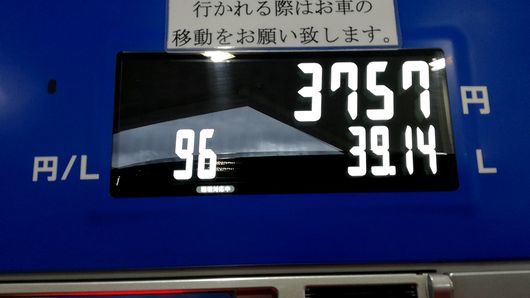 行かれる際はお車の
移動をお願い致します。
3757 円
円/L 96 39.14 L